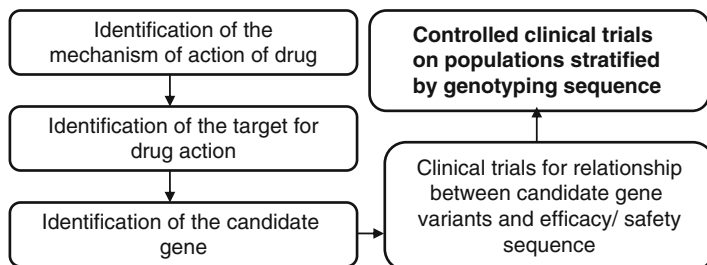 Identification of the
mechanism of action of drug
Identification of the target for
drug action
Identification of the candidate
gene
Clinical trials for relationship
between candidate gene
variants and efficacy/ safety
sequence
Controlled clinical trials
on populations stratified
by genotyping sequence